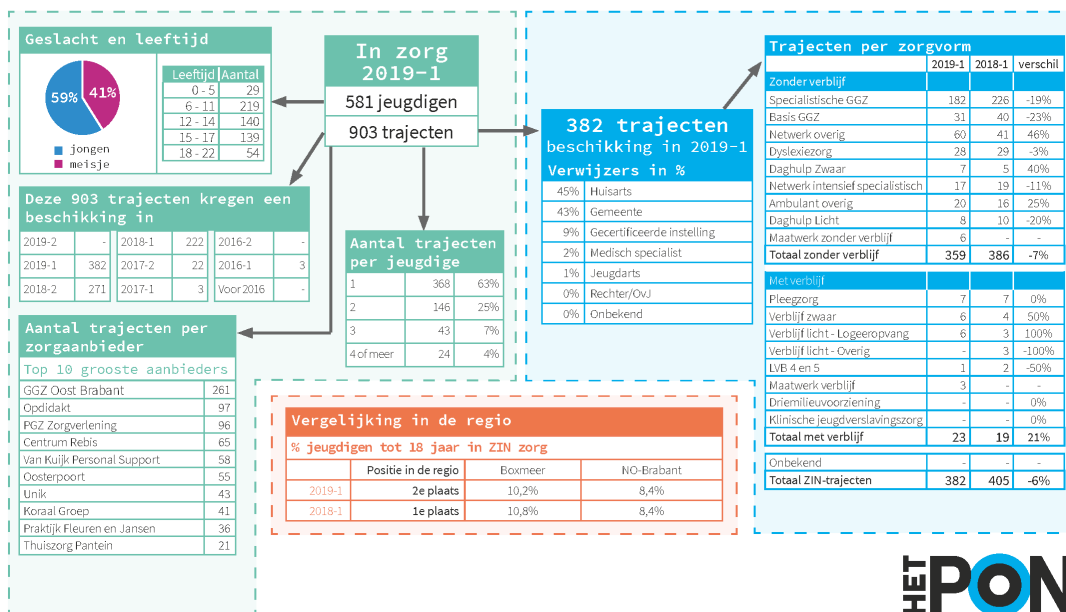 Geslacht en leeftijd
59% 41%
jongen
meisje
Leeftijd Aantal
0 - 5 29
6 - 11 219
12 - 14 140
15 - 17 139
18 - 22 54
In zorg
2019-1
581 jeugdigen
903 trajecten
Deze 903 trajecten kregen een
beschikking in
2019-2 - 2018-1 222 2016-2 -
2019-1 382 2017-2 22 2016-1 3
2018-2 271 2017-1 3 Voor 2016 -
Aantal trajecten
per jeugdige
1 368 63%
2 146 25%
3 43 7%
4 of meer 24 4%
Aantal trajecten per
zorgaanbieder
Top 10 grooste aanbieders
GGZ Oost Brabant 261
Opdidakt 97
PGZ Zorgverlening 96
Centrum Rebis 65
Van Kuijk Personal Support 58
Oosterpoort 55
Unik 43
Koraal Groep 41
Praktijk Fleuren en Jansen 36
Thuiszorg Pantein 21
382 trajecten
beschikking in 2019-1
Verwijzers in %
45% Huisarts
43% Gemeente
9% Gecertificeerde instelling
2% Medisch specialist
1% Jeugdarts
0% Rechter/OvJ
0% Onbekend
Trajecten per zorgvorm
2019-1 2018-1 verschil
Zonder verblijf
Specialistische GGZ 182 226 -19%
Basis GGZ 31 40 -23%
Netwerk overig 60 41 46%
Dyslexiezorg 28 29 -3%
Daghulp Zwaar 7 5 40%
Netwerk intensief specialistisch 17 19 -11%
Ambulant overig 20 16 25%
Daghulp Licht 8 10 -20%
Maatwerk zonder verblijf 6 - -
Totaal zonder verblijf 359 386 -7%
Met verblijf
Pleegzorg 7 7 0%
Verblijf zwaar 6 4 50%
Verblijf licht - Logeeropvang 6 3 100%
Verblijf licht - Overig - 3 -100%
LVB 4 en 5 1 2 -50%
Maatwerk verblijf 3 - -
Driemilieuvoorziening - - 0%
Klinische jeugdverslavingszorg - - 0%
Totaal met verblijf 23 19 21%
Onbekend - - -
Totaal ZIN-trajecten 382 405 -6%
Vergelijking in de regio
% jeugdigen tot 18 jaar in ZIN zorg
Positie in de regio Boxmeer NO-Brabant
2019-1 2e plaats 10,2% 8,4%
2018-1 1e plaats 10,8% 8,4%
HET PON